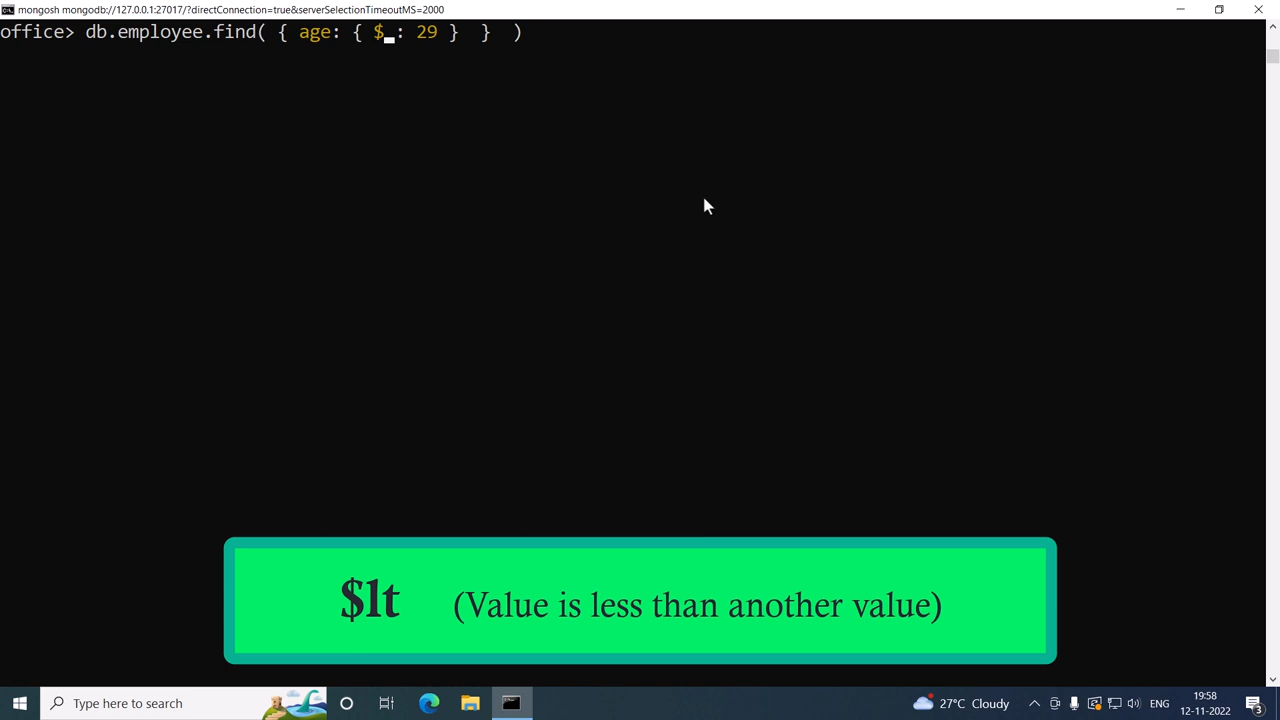 mongosh mongodb://127.0.0.1:27017/?directConnection=true&serverSelectionTimeoutMS=2000
office> db.employee.find( { age: { $_: 29 }  }  )
$lt (Value is less than another value)
Type here to search
27°C Cloudy
ENG
19:58
12-11-2022
3